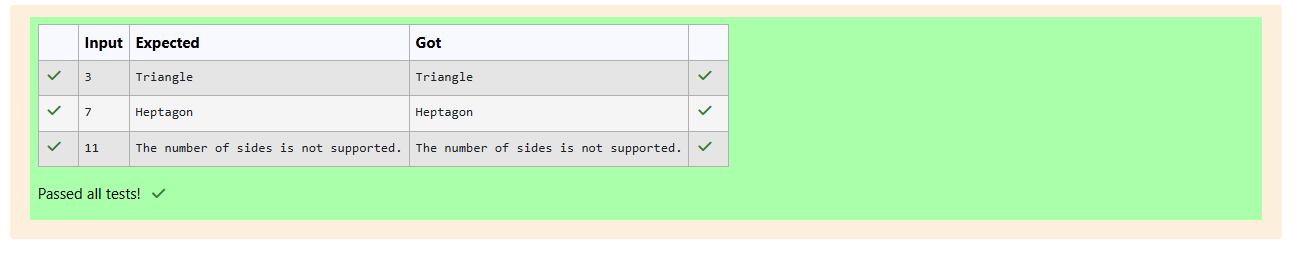 Input Expected Got
3 Triangle Triangle
7 Heptagon Heptagon
11 The number of sides is not supported. The number of sides is not supported.
Passed all tests!